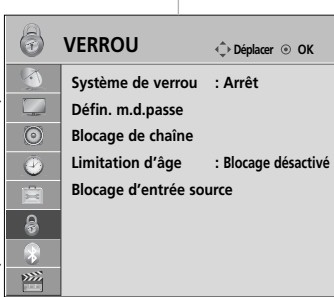 VERROU
Déplacer OK
Système de verrou : Arrêt
Défin. m.d.passe
Blocage de chaîne
Limitation d'âge : Blocage désactivé
Blocage d'entrée source